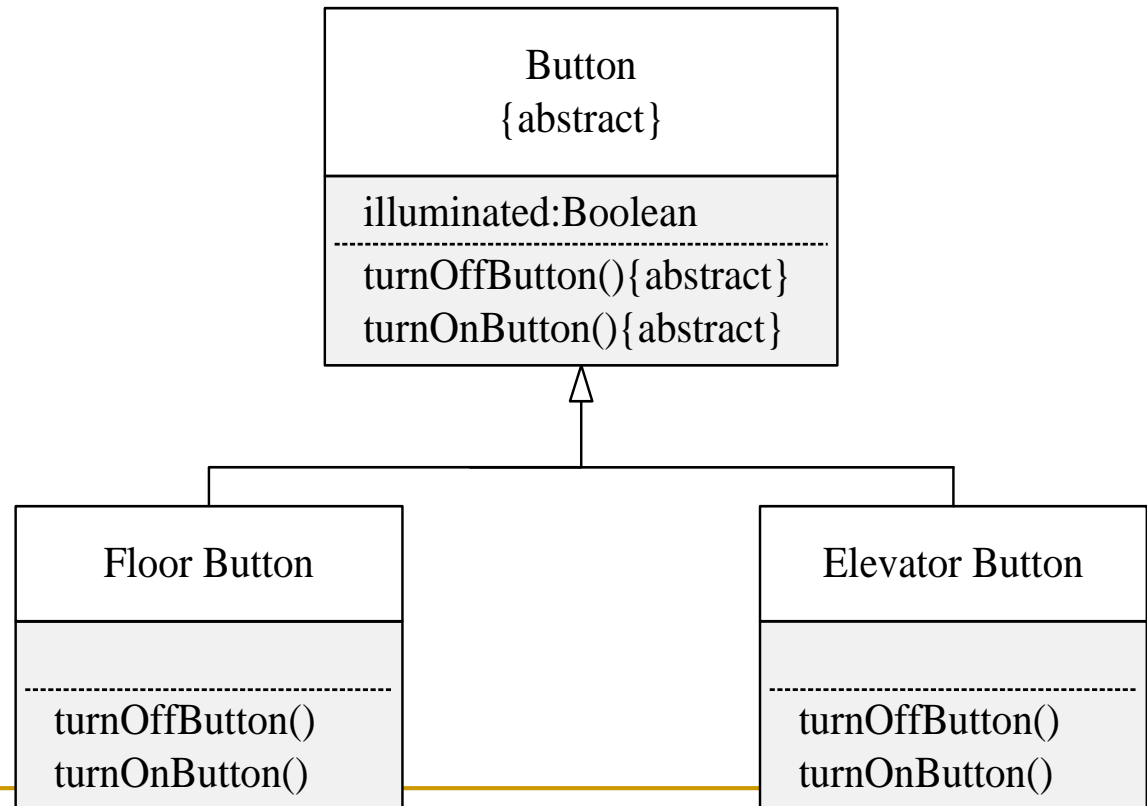 Button
{abstract}
illuminated:Boolean
turnOffButton(){abstract}
turnOnButton(){abstract}
Floor Button
turnOffButton()
turnOnButton()
Elevator Button
turnOffButton()
turnOnButton()